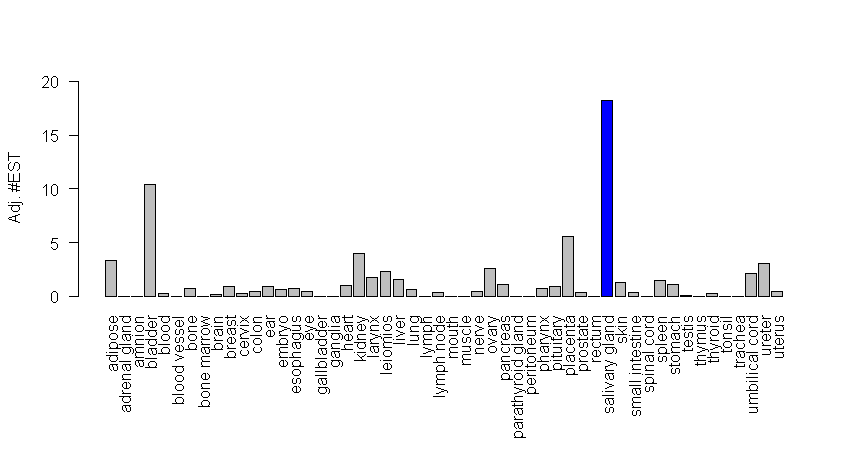 Adj. #EST
20
15
10
5
0
adipose
adrenal gland
amnion
bladder
blood
blood vessel
bone
bone marrow
brain
breast
cervix
colon
ear
embryo
esophagus
eye
gallbladder
ganglia
heart
kidney
larynx
leiomios
liver
lung
lymph
lymph node
mouth
muscle
nerve
ovary
pancreas
parathyroid gland
peritoneum
pharynx
pituitary
placenta
prostate
rectum
salivary gland
skin
small intestine
spinal cord
spleen
stomach
testis
thymus
thyroid
tonsil
trachea
umbilical cord
ureter
uterus